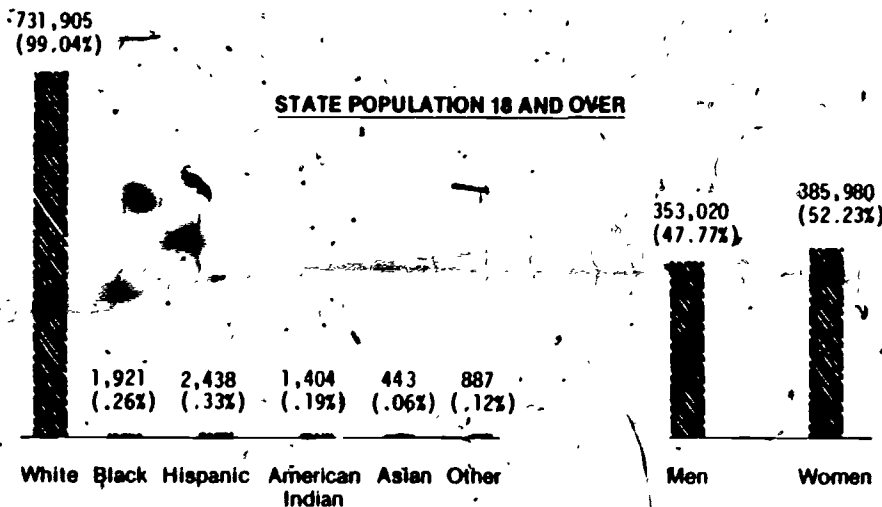 731,905
(99.04%)
STATE POPULATION 18 AND OVER
385,980
(52.23%)
353,020
(47.77%)
1,921 2,438 1,404 443 887
(.26%) (.33%) (.19%) (.06%) (.12%)
White Black Hispanic American Asian Other Men Women
Indian